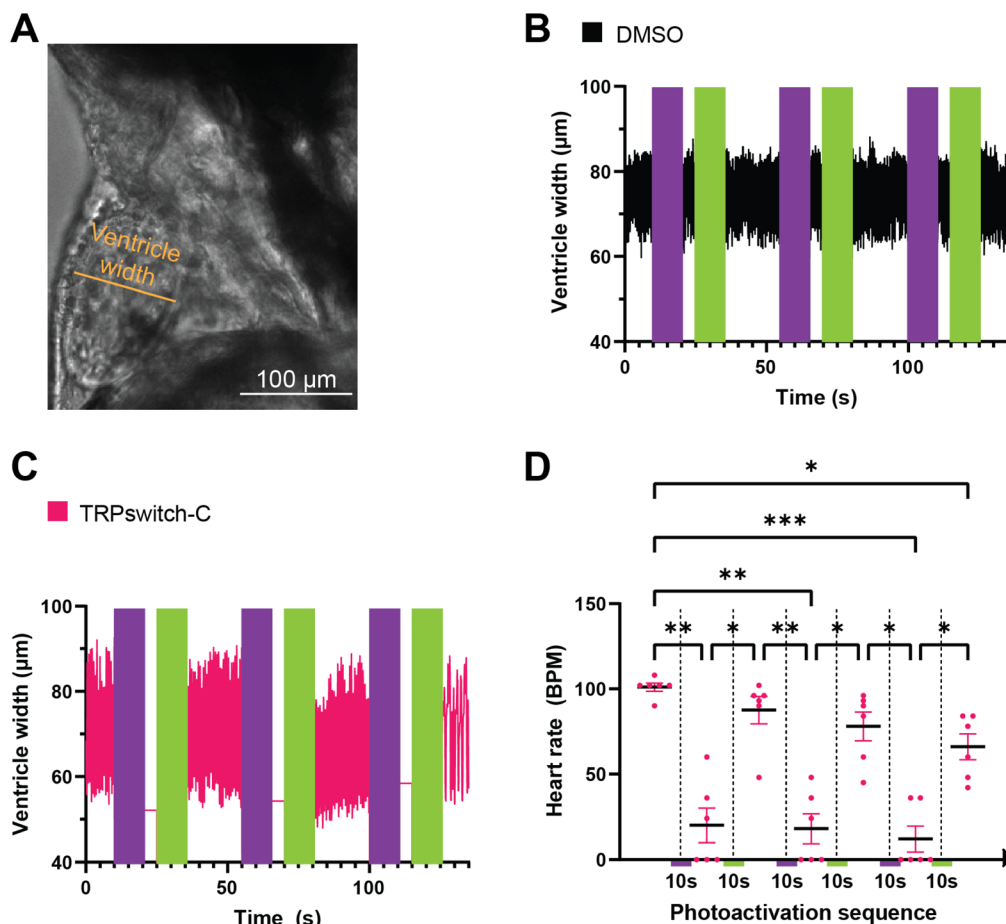 A
Ventricle
width
100 µm
B
DMSO
Ventricle width (µm)
100
80
60
40
0
50
100
Time (s)
C
TRPswitch-C
Ventricle width (µm)
100
80
60
40
0
50
100
Time (s)
D
*
***
**
** * ** * * *
Heart rate (BPM)
150
100
50
0
10s 10s 10s 10s 10s 10s
Photoactivation sequence